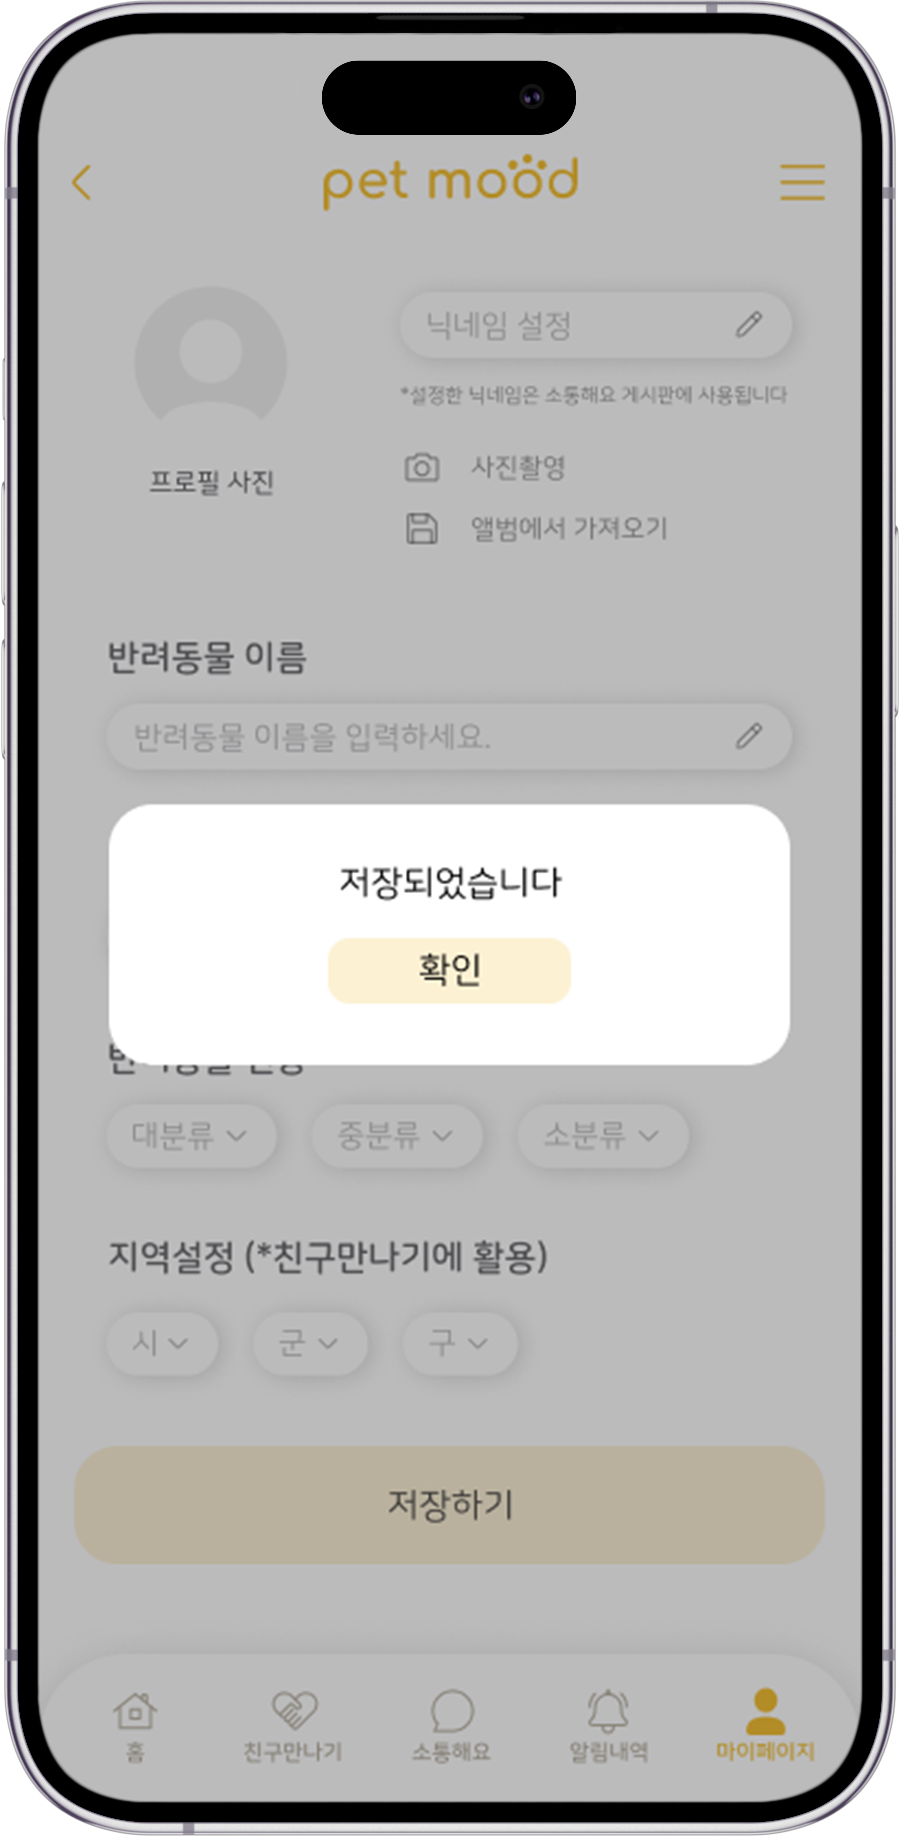 pet mood
닉네임 설정
*설정한 닉네임은 소통해요 게시판에 사용됩니다
프로필 사진
사진촬영
앨범에서 가져오기
반려동물 이름
반려동물 이름을 입력하세요.
저장되었습니다
확인
대분류 중분류 소분류
지역설정 (*친구만나기에 활용)
시 군 구
저장하기
홈 친구만나기 소통해요 알림내역 마이페이지